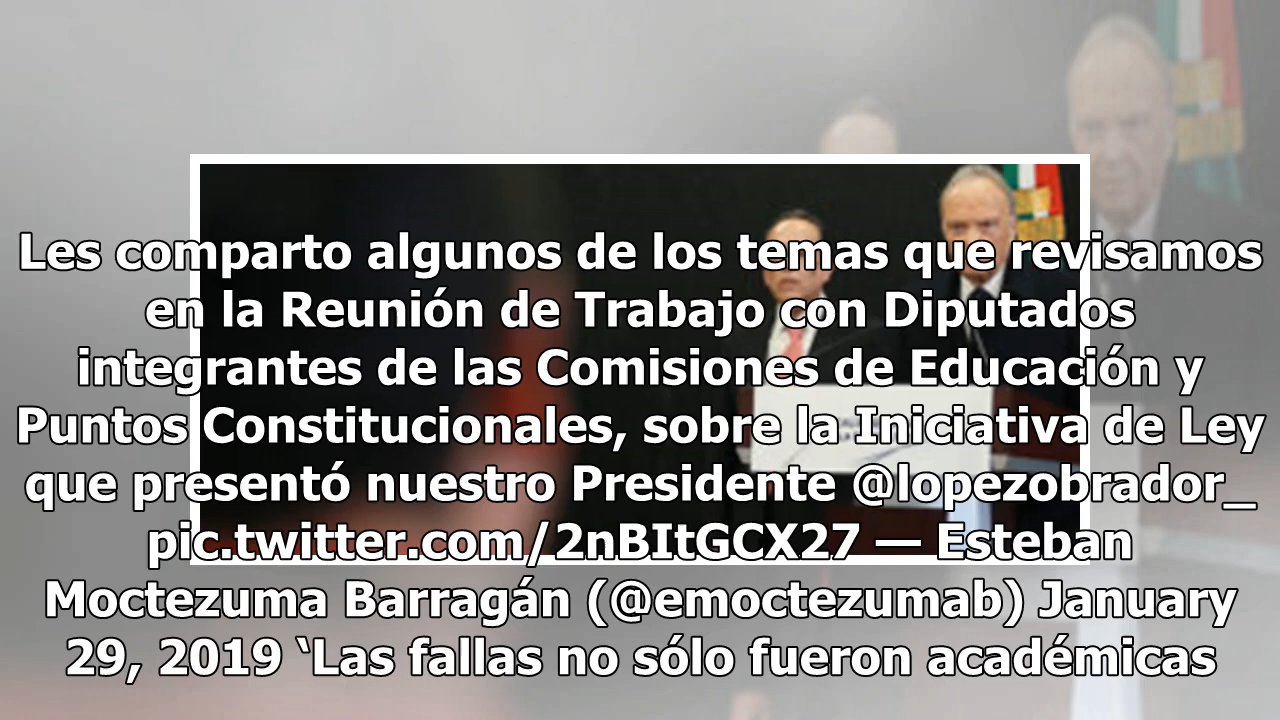 Les comparto algunos de los temas que revisamos
en la Reunión de Trabajo con Diputados
integrantes de las Comisiones de Educación y
Puntos Constitucionales, sobre la Iniciativa de Ley
que presentó nuestro Presidente @lopezobrador_
pic.twitter.com/2nBItGCX27 — Esteban
Moctezuma Barragán (@emoctezumab) January
29, 2019 ‘Las fallas no sólo fueron académicas